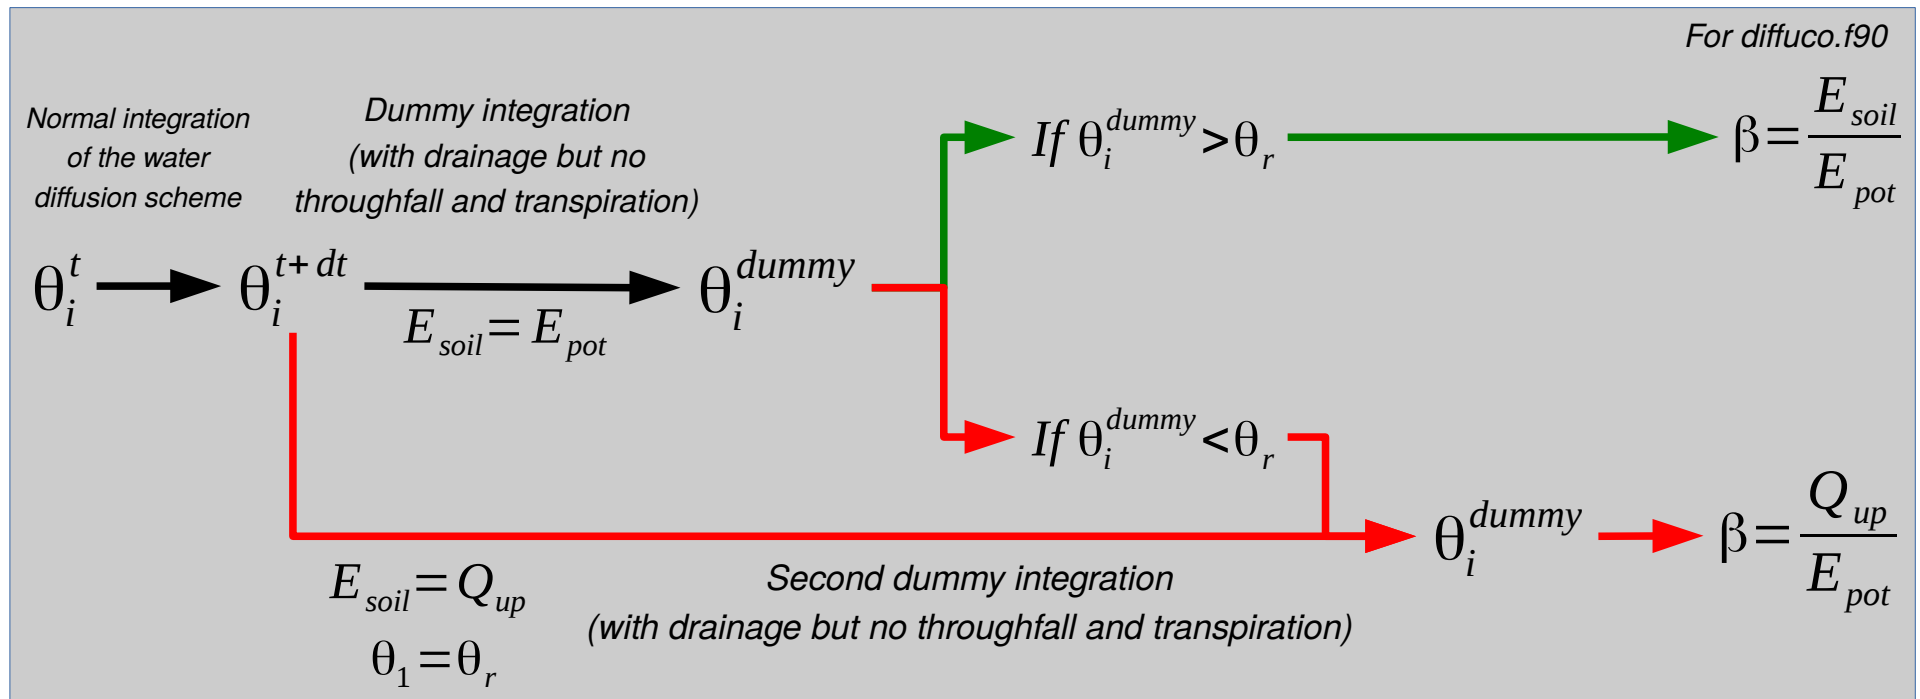 For diffuco.f90
Normal integration
of the water
diffusion scheme
Dummy integration
(with drainage but no
throughfall and transpiration)
If θ_i^dummy > θ_r
β = E_soil / E_pot
θ_i^t
θ_i^{t+dt}
E_soil = E_pot
θ_i^dummy
If θ_i^dummy < θ_r
θ_i^dummy
β = Q_up / E_pot
E_soil = Q_up
θ_1 = θ_r
Second dummy integration
(with drainage but no throughfall and transpiration)